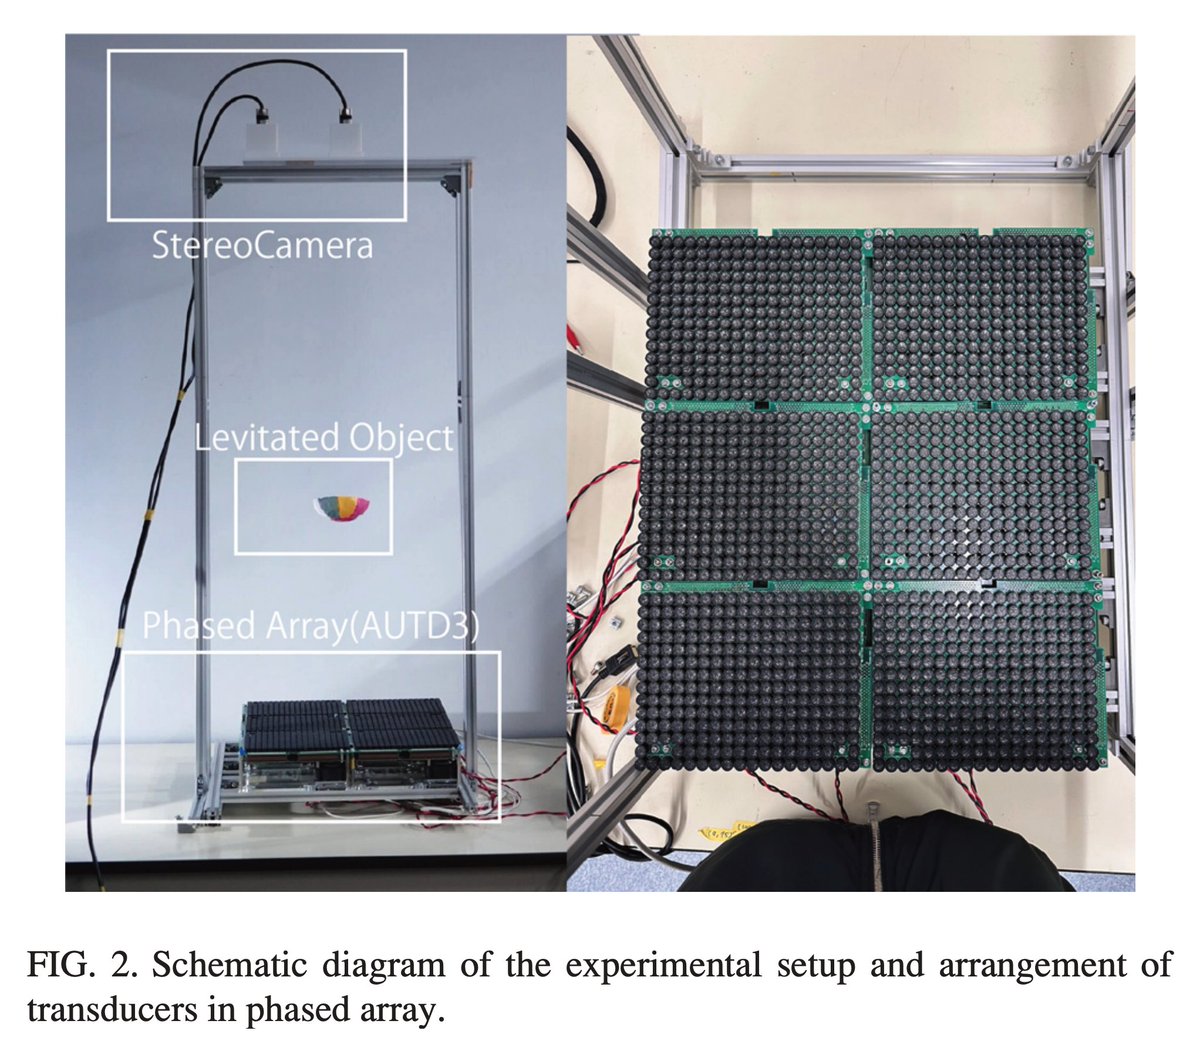 StereoCamera
Levitated Object
Phased Array(AUTD3)
FIG. 2. Schematic diagram of the experimental setup and arrangement of
transducers in phased array.